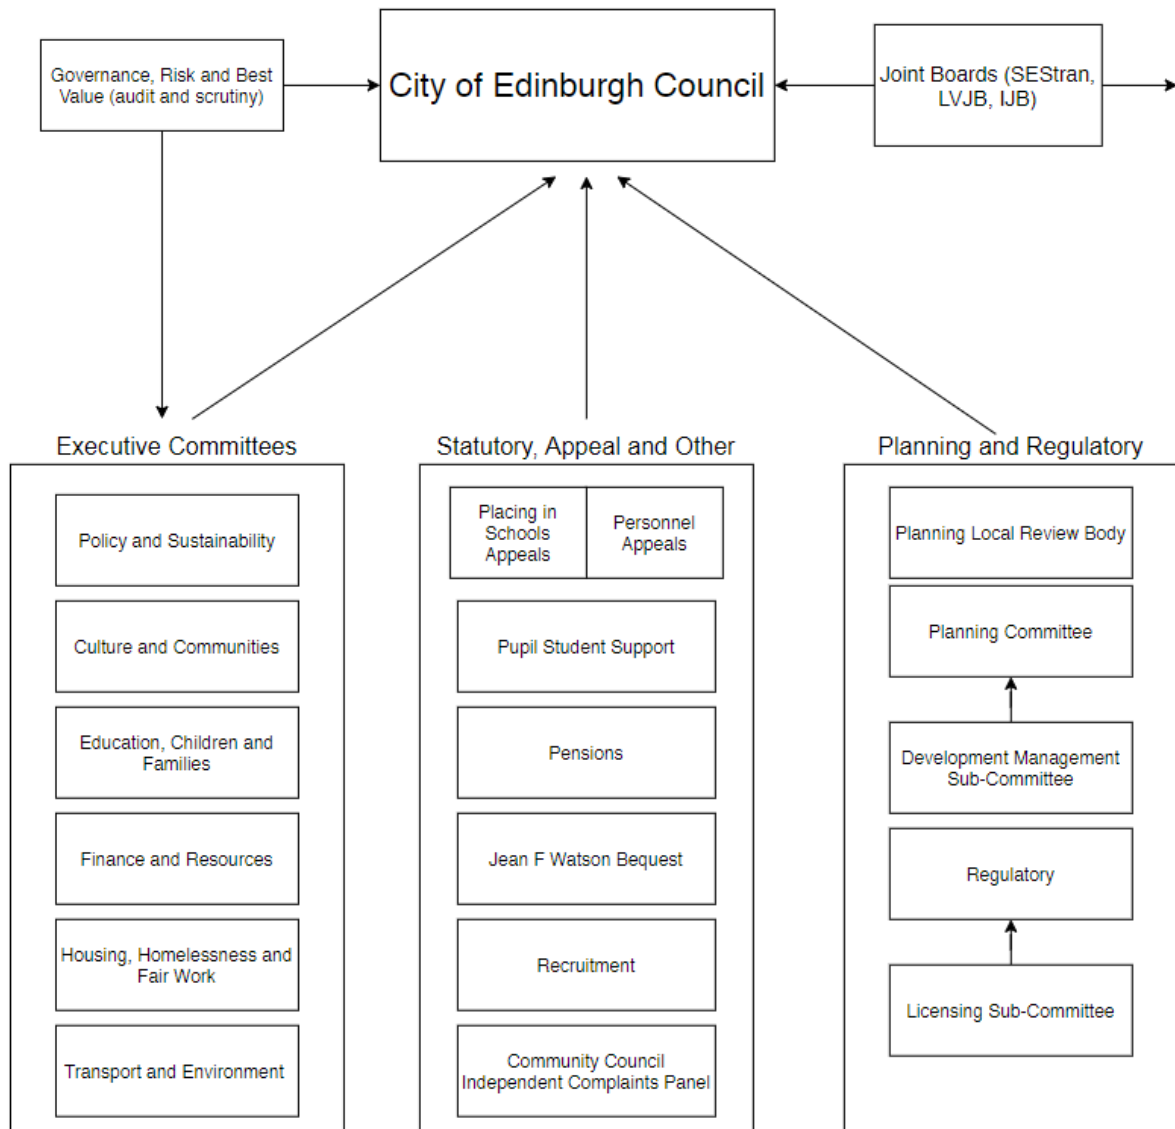 Governance, Risk and Best
Value (audit and scrutiny)
City of Edinburgh Council
Joint Boards (SEStran,
LVJB, IJB)
Executive Committees
Policy and Sustainability
Culture and Communities
Education, Children and
Families
Finance and Resources
Housing, Homelessness and
Fair Work
Transport and Environment
Statutory, Appeal and Other
Placing in
Schools
Appeals
Personnel
Appeals
Pupil Student Support
Pensions
Jean F Watson Bequest
Recruitment
Community Council
Independent Complaints Panel
Planning and Regulatory
Planning Local Review Body
Planning Committee
Development Management
Sub-Committee
Regulatory
Licensing Sub-Committee